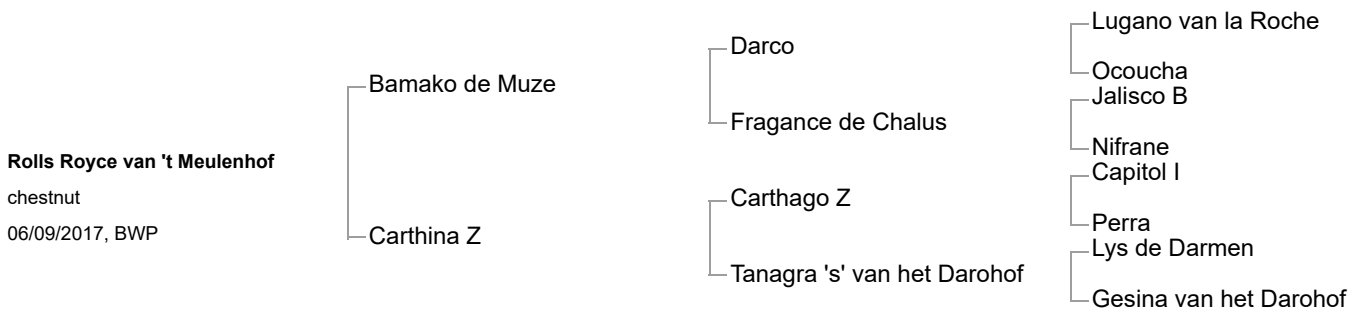 Rolls Royce van 't Meulenhof
chestnut
06/09/2017, BWP
Bamako de Muze
Carthina Z
Darco
Fragance de Chalus
Carthago Z
Tanagra 's' van het Darohof
Lugano van la Roche
Ocoucha
Jalisco B
Nifrane
Capitol I
Perra
Lys de Darmen
Gesina van het Darohof